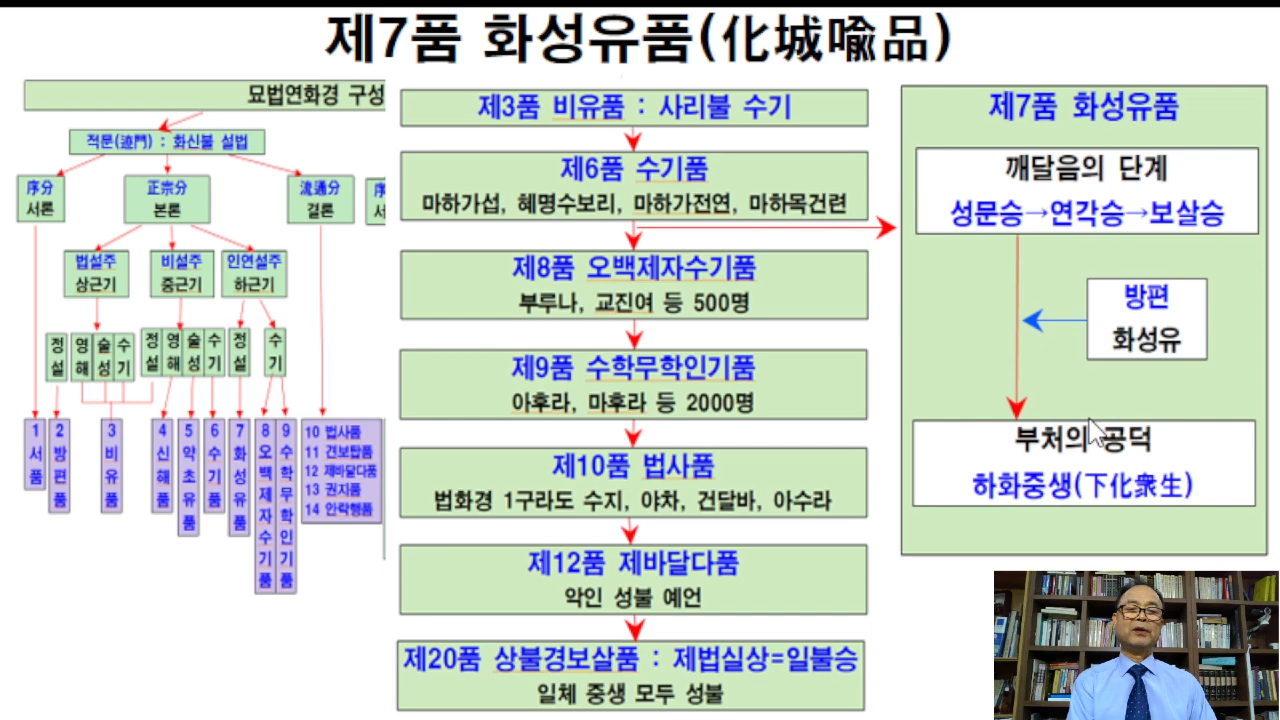 제7품 화성유품(化城喩品)
묘법연화경 구성
적문(迹門) : 화신불 설법
序分
서론
正宗分
본론
流通分
결론
법설주
상근기
비설주
중근기
인연설주
하근기
정설
영해
술성
수기
정설
영해
술성
수기
정설
수기
1 서품
2 방편품
3 비유품
4 신해품
5 약초유품
6 수기품
7 화성유품
8 오백제자수기품
9 수학무학인기품
10 법사품
11 견보탑품
12 제바달다품
13 권지품
14 안락행품
제3품 비유품 : 사리불 수기
제6품 수기품
마하가섭, 혜명수보리, 마하가전연, 마하목건련
제8품 오백제자수기품
부루나, 교진여 등 500명
제9품 수학무학인기품
아후라, 마후라 등 2000명
제10품 법사품
법화경 1구라도 수지, 야차, 건달바, 아수라
제12품 제바달다품
악인 성불 예언
제20품 상불경보살품 : 제법실상=일불승
일체 중생 모두 성불
제7품 화성유품
깨달음의 단계
성문승→연각승→보살승
방편
화성유
부처의 공덕
하화중생(下化衆生)